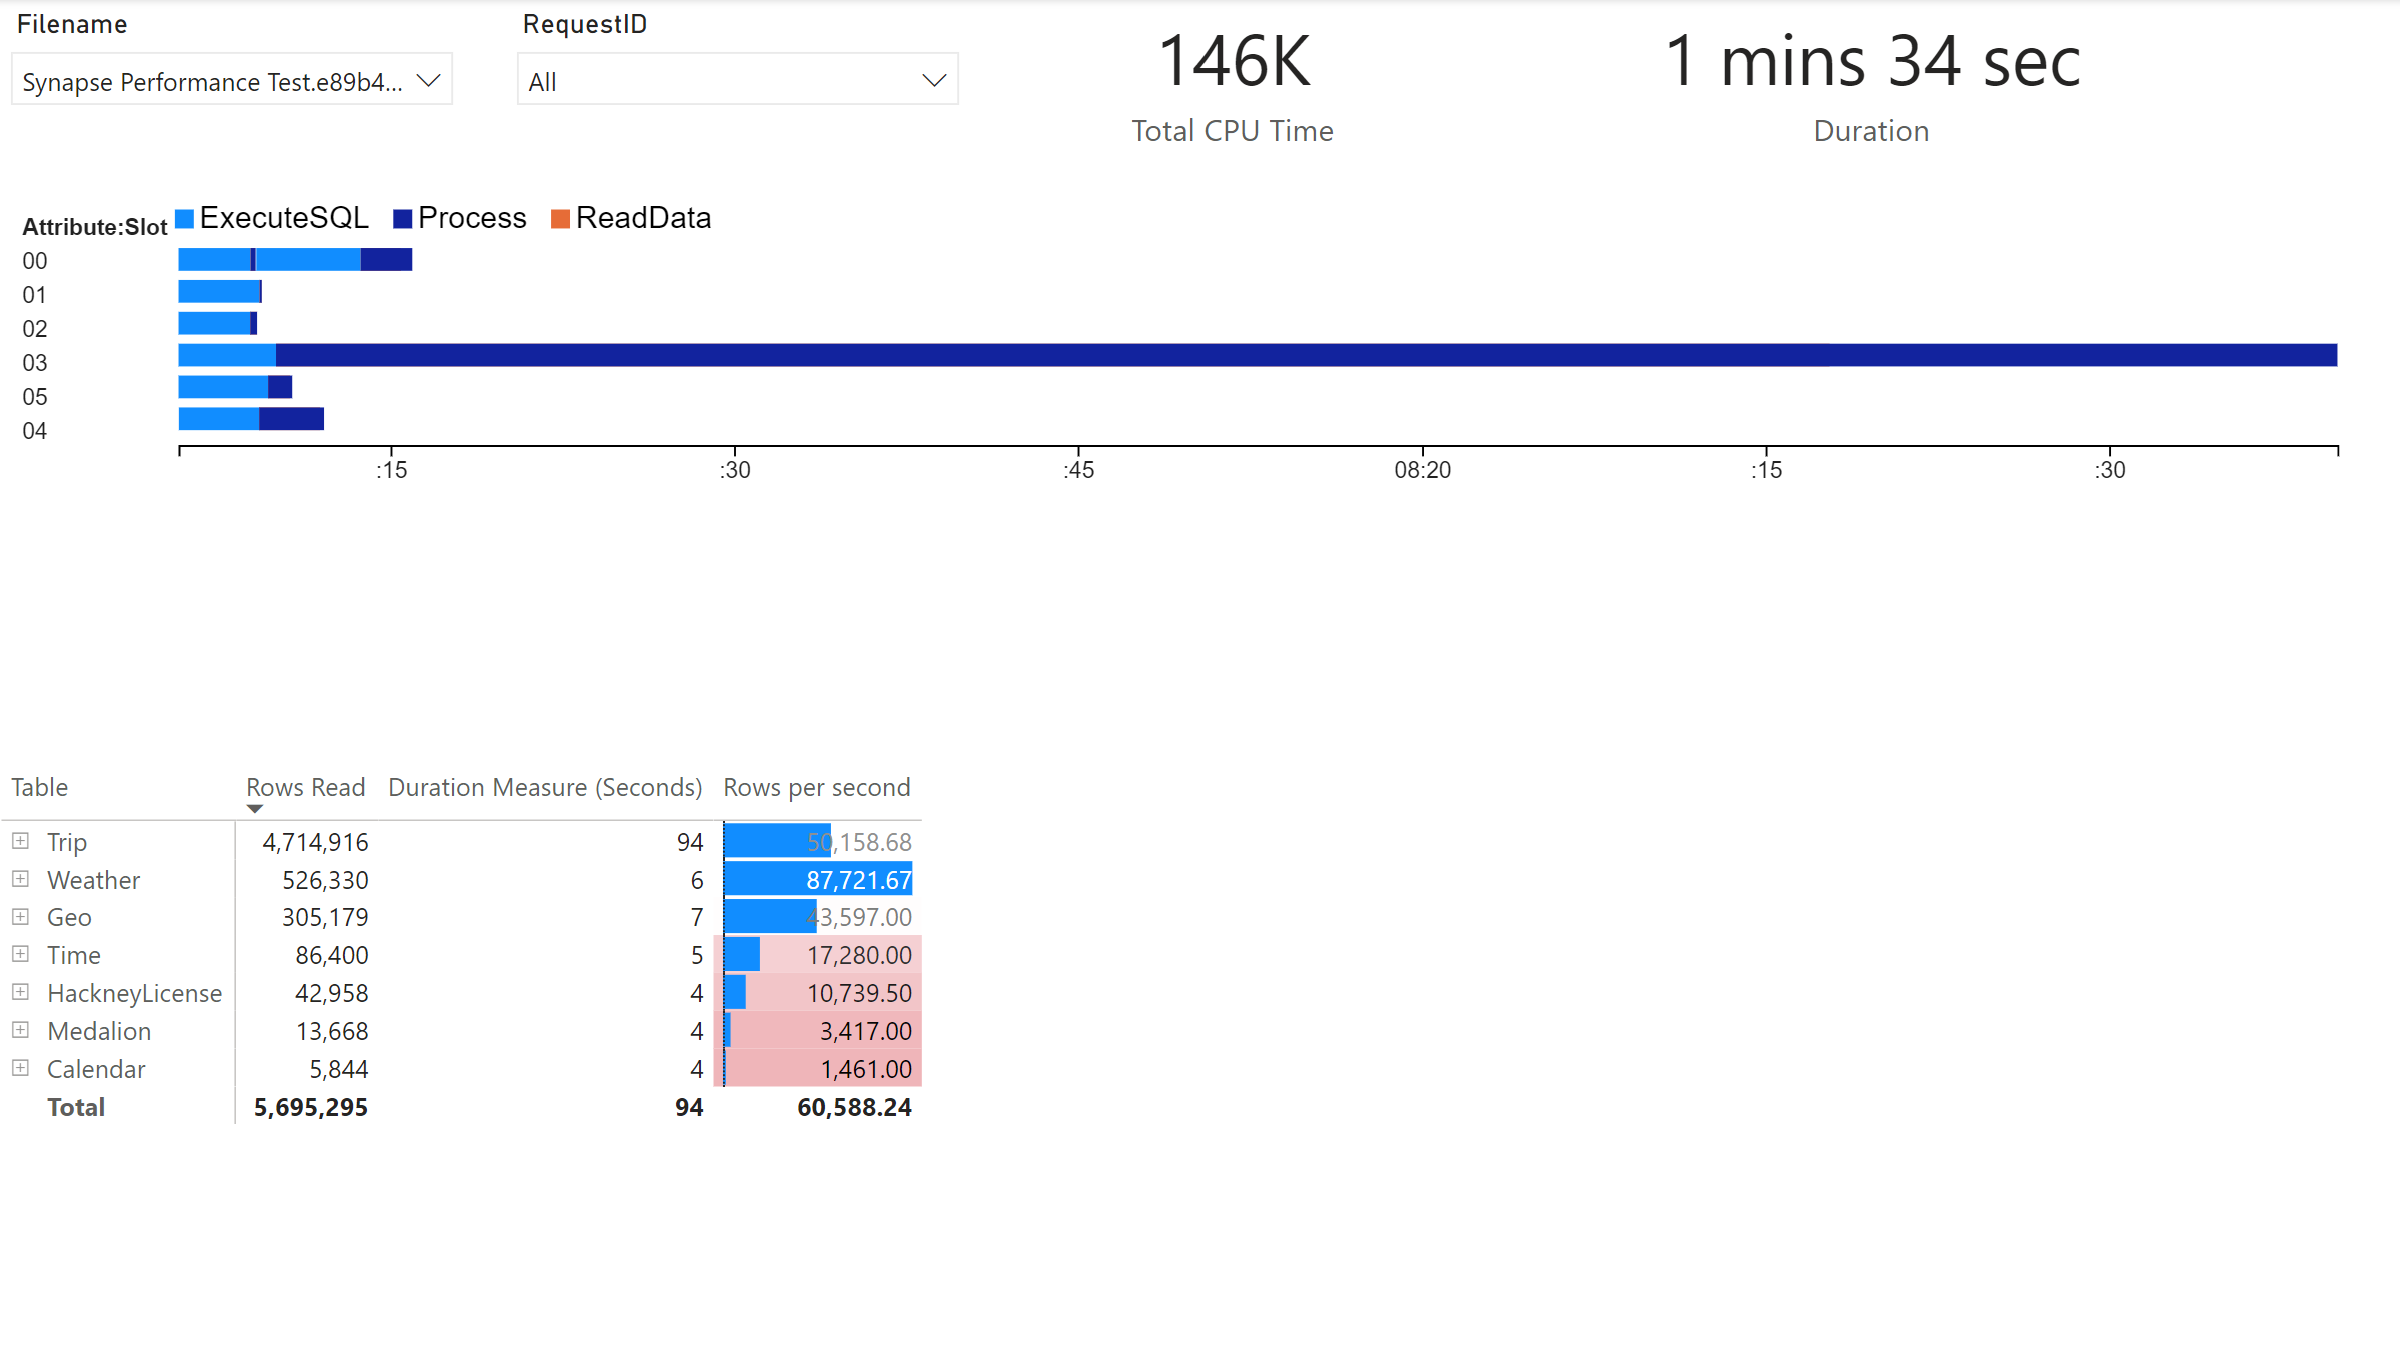 Filename RequestID
Synapse Performance Test.e89b4... All
146K 1 mins 34 sec
Total CPU Time Duration
Attribute:Slot ExecuteSQL Process ReadData
00
01
02
03
05
04
:15 :30 :45 08:20 :15 :30
Table Rows Read Duration Measure (Seconds) Rows per second
Trip 4,714,916 94 50,158.68
Weather 526,330 6 87,721.67
Geo 305,179 7 43,597.00
Time 86,400 5 17,280.00
HackneyLicense 42,958 4 10,739.50
Medalion 13,668 4 3,417.00
Calendar 5,844 4 1,461.00
Total 5,695,295 94 60,588.24